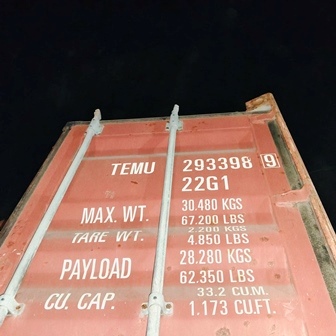 TEMU 293398 9
22G1
MAX. WT. 30.480 KGS
67.200 LBS
TARE WT. 2.200 KGS
4.850 LBS
PAYLOAD 28.280 KGS
62.350 LBS
CU. CAP. 33.2 CU.M.
1.173 CU.FT.